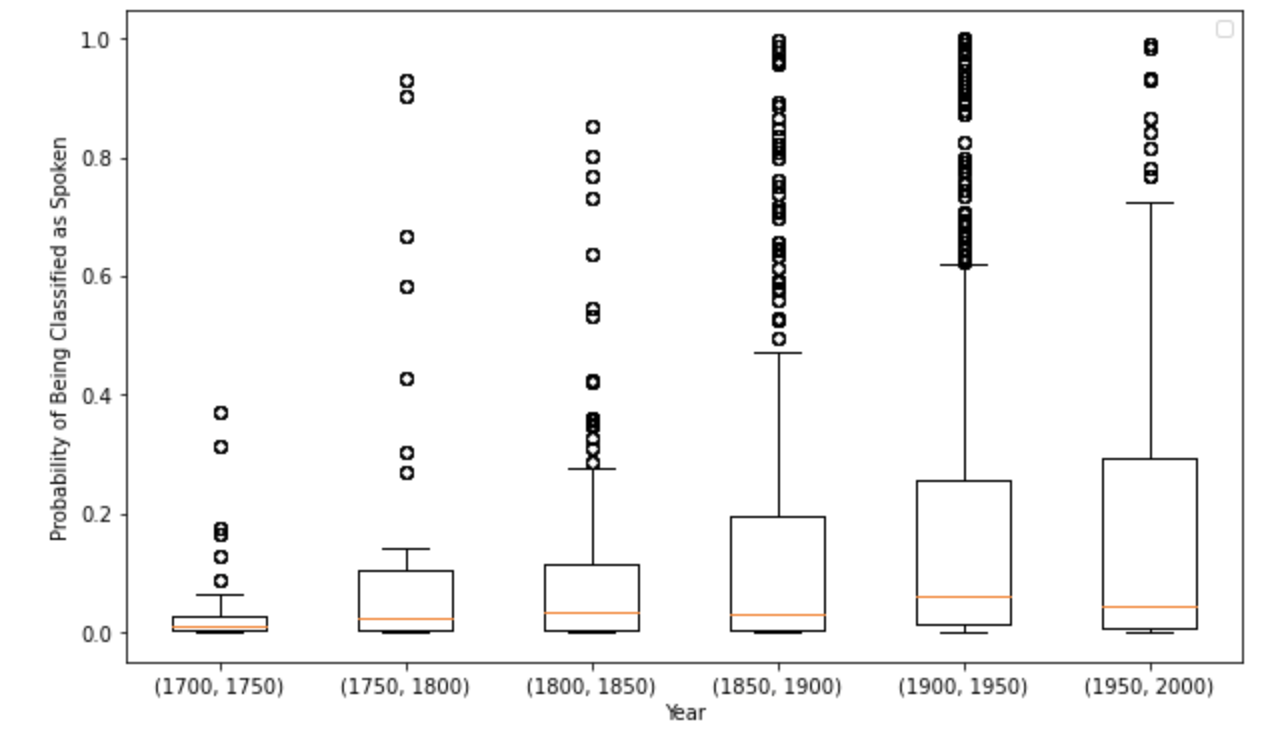 Probability of Being Classified as Spoken
1.0
0.8
0.6
0.4
0.2
0.0
(1700, 1750) (1750, 1800) (1800, 1850) (1850, 1900) (1900, 1950) (1950, 2000)
Year